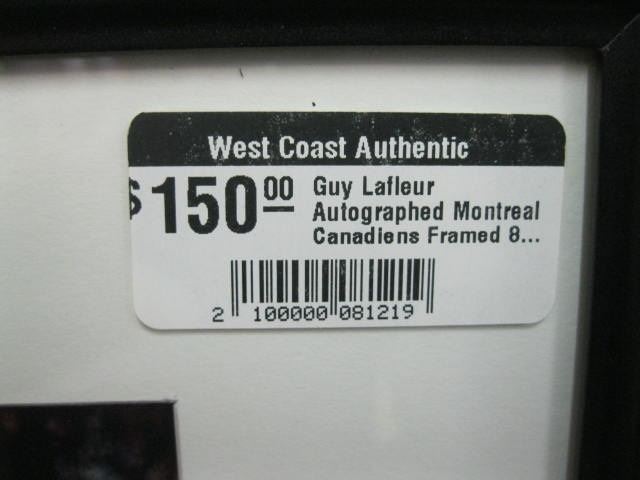 West Coast Authentic
$150 00
Guy Lafleur
Autographed Montreal
Canadiens Framed 8...
2 100000 081219